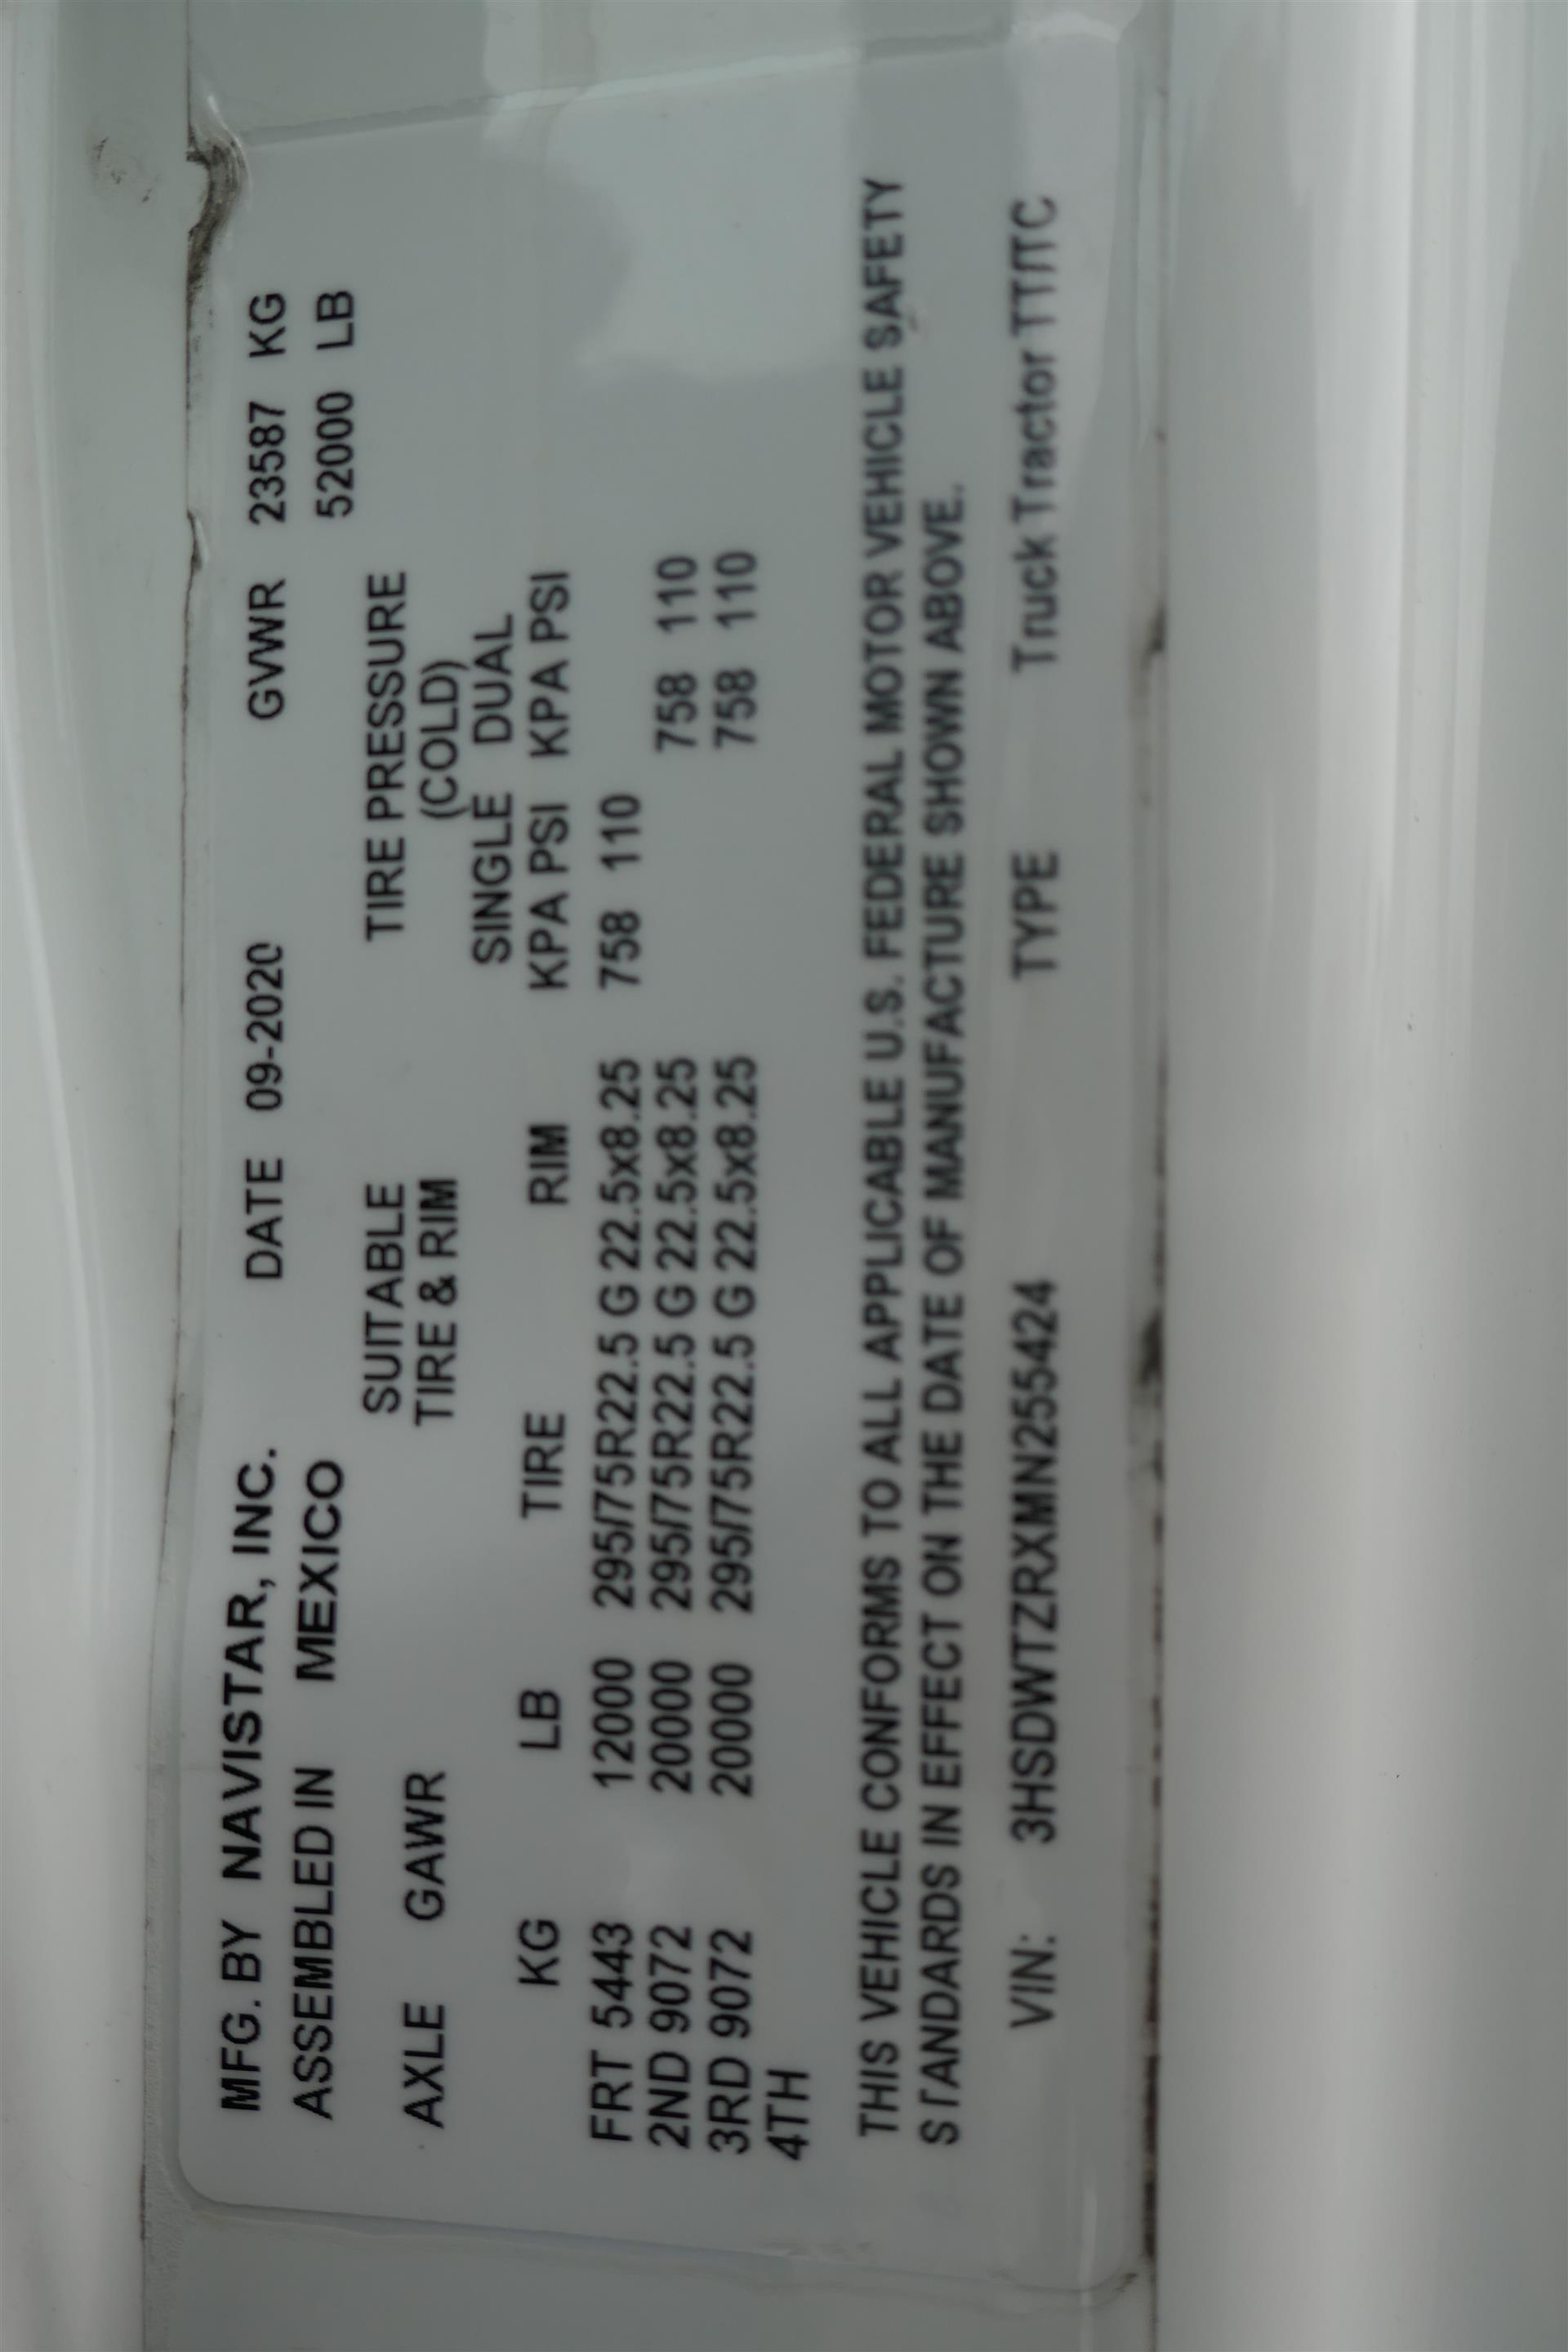 MFG. BY NAVISTAR, INC. DATE 09-2020 GVWR 23587 KG
ASSEMBLED IN MEXICO 52000 LB
SUITABLE TIRE PRESSURE
AXLE GAWR TIRE & RIM (COLD)
SINGLE DUAL
KG LB TIRE RIM KPA PSI KPA PSI
FRT 5443 12000 295/75R22.5 G 22.5x8.25 758 110
2ND 9072 20000 295/75R22.5 G 22.5x8.25 758 110
3RD 9072 20000 295/75R22.5 G 22.5x8.25 758 110
4TH
THIS VEHICLE CONFORMS TO ALL APPLICABLE U.S. FEDERAL MOTOR VEHICLE SAFETY
STANDARDS IN EFFECT ON THE DATE OF MANUFACTURE SHOWN ABOVE.
VIN: 3HSDWTZRXMN255424 TYPE Truck Tractor TT/TC